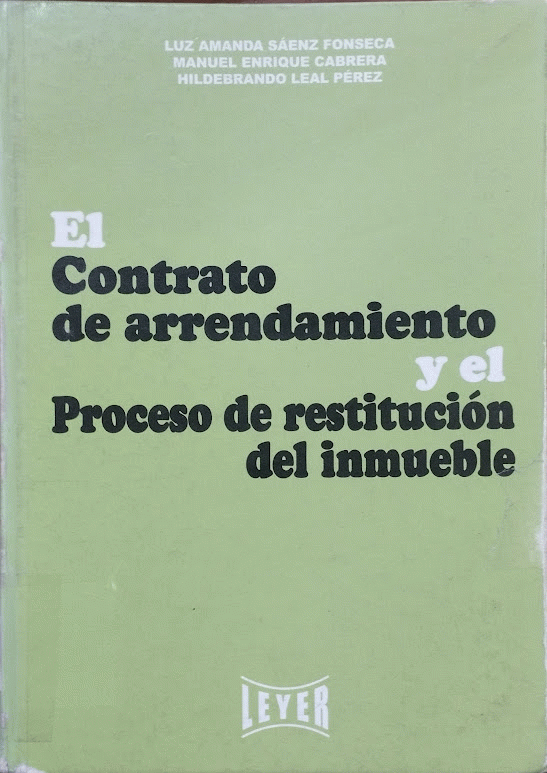 LUZ AMANDA SÁENZ FONSECA
MANUEL ENRIQUE CABRERA
HILDEBRANDO LEAL PÉREZ
El
Contrato
de arrendamiento
y el
Proceso de restitución
del inmueble
LEYER